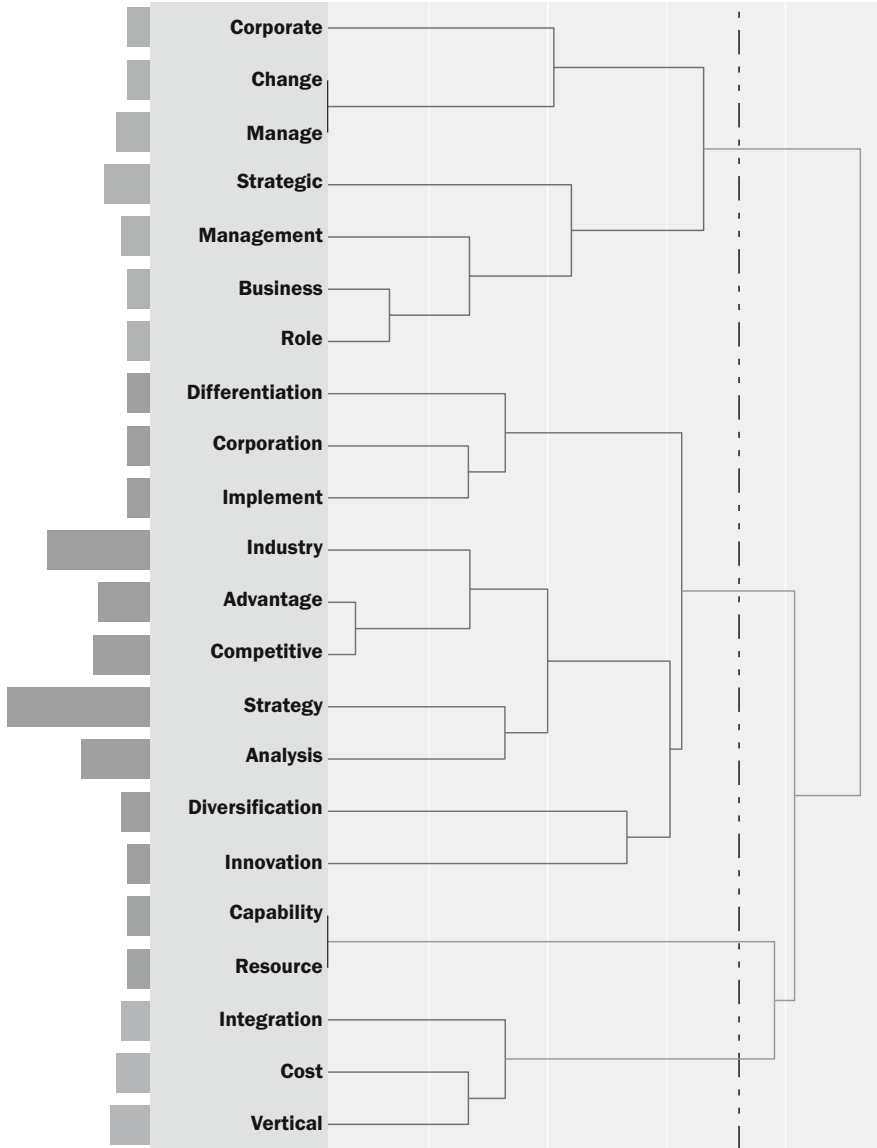 Corporate
Change
Manage
Strategic
Management
Business
Role
Differentiation
Corporation
Implement
Industry
Advantage
Competitive
Strategy
Analysis
Diversification
Innovation
Capability
Resource
Integration
Cost
Vertical